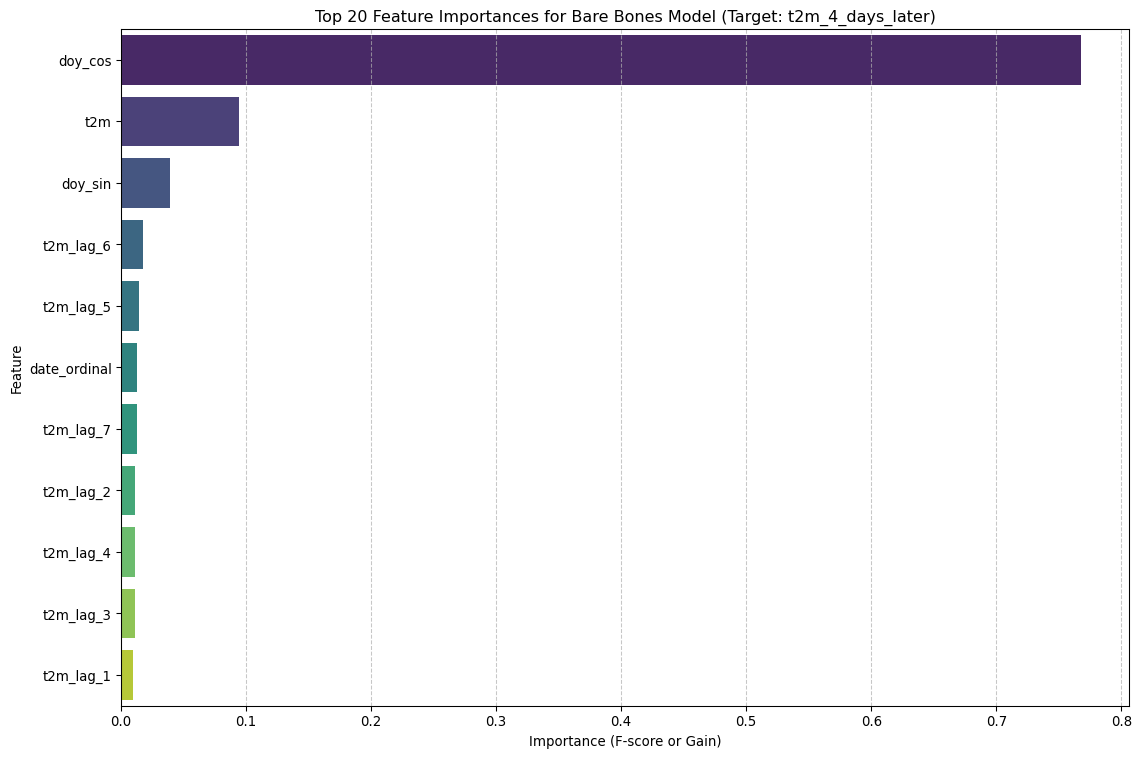 Top 20 Feature Importances for Bare Bones Model (Target: t2m_4_days_later)
doy_cos
t2m
doy_sin
t2m_lag_6
t2m_lag_5
date_ordinal
t2m_lag_7
t2m_lag_2
t2m_lag_4
t2m_lag_3
t2m_lag_1
Feature
0.0 0.1 0.2 0.3 0.4 0.5 0.6 0.7 0.8
Importance (F-score or Gain)